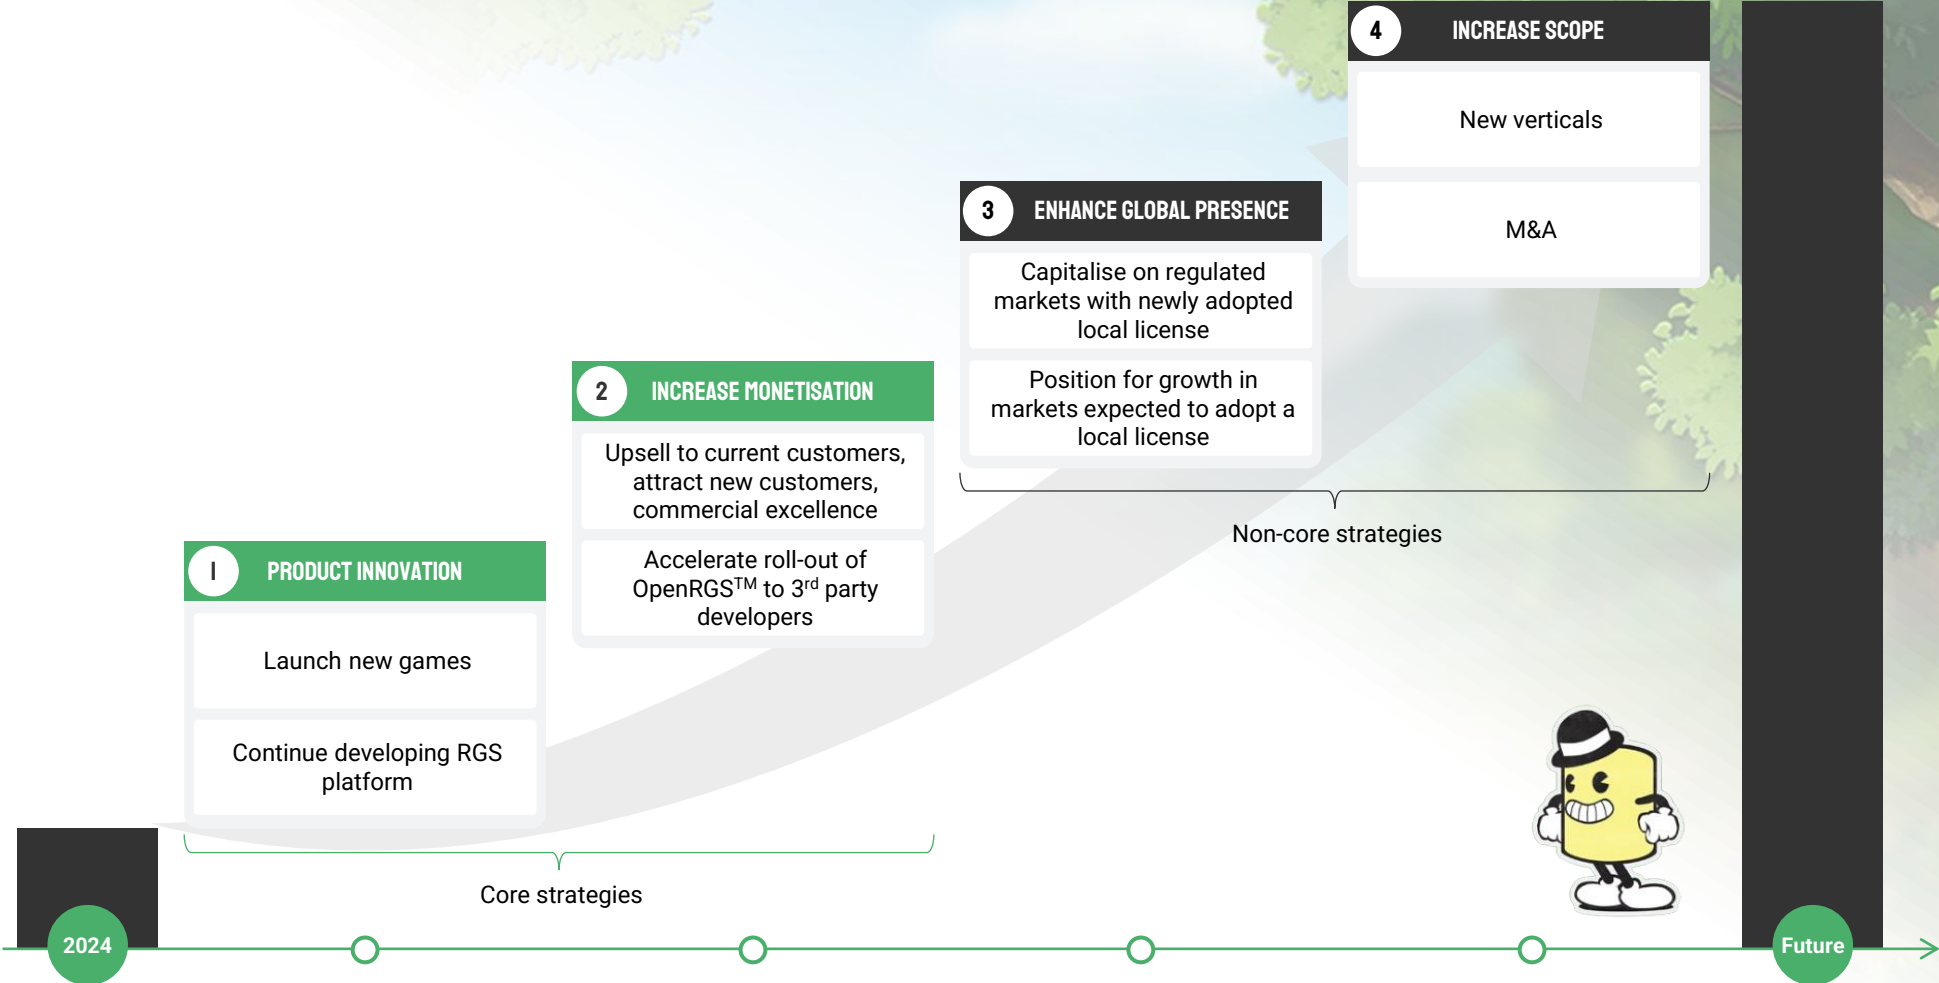 4 INCREASE SCOPE
New verticals
M&A
3 ENHANCE GLOBAL PRESENCE
Capitalise on regulated
markets with newly adopted
local license
Position for growth in
markets expected to adopt a
local license
Non-core strategies
2 INCREASE MONETISATION
Upsell to current customers,
attract new customers,
commercial excellence
Accelerate roll-out of
OpenRGS™ to 3rd party
developers
1 PRODUCT INNOVATION
Launch new games
Continue developing RGS
platform
Core strategies
2024
Future